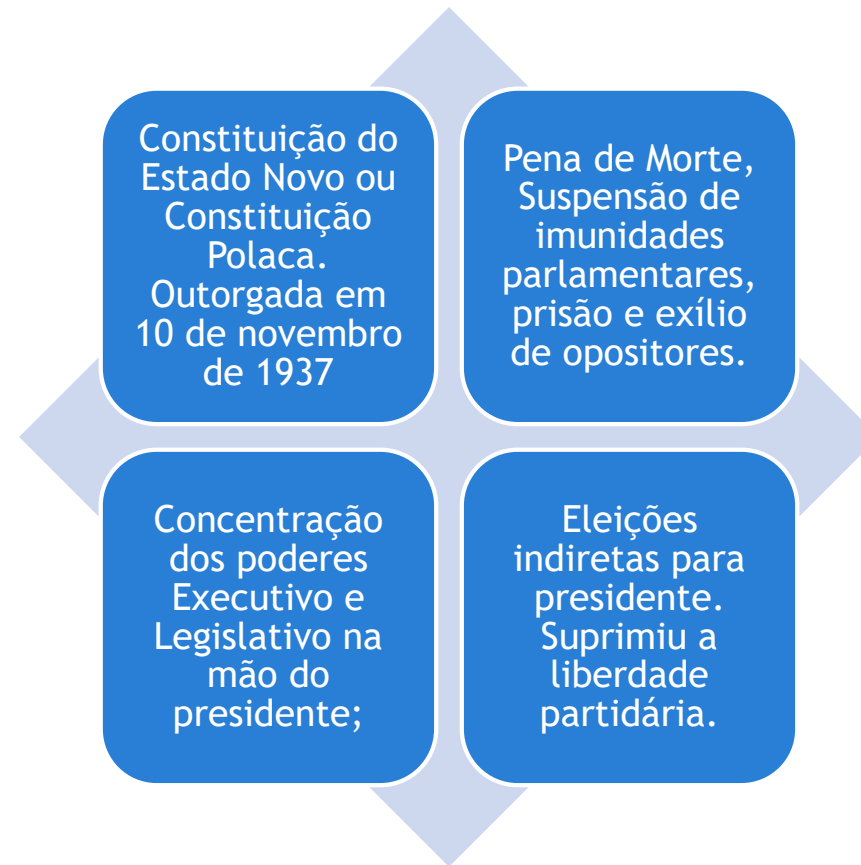 Constituição do
Estado Novo ou
Constituição
Polaca.
Outorgada em
10 de novembro
de 1937
Pena de Morte,
Suspensão de
imunidades
parlamentares,
prisão e exílio
de opositores.
Concentração
dos poderes
Executivo e
Legislativo na
mão do
presidente;
Eleições
indiretas para
presidente.
Suprimiu a
liberdade
partidária.